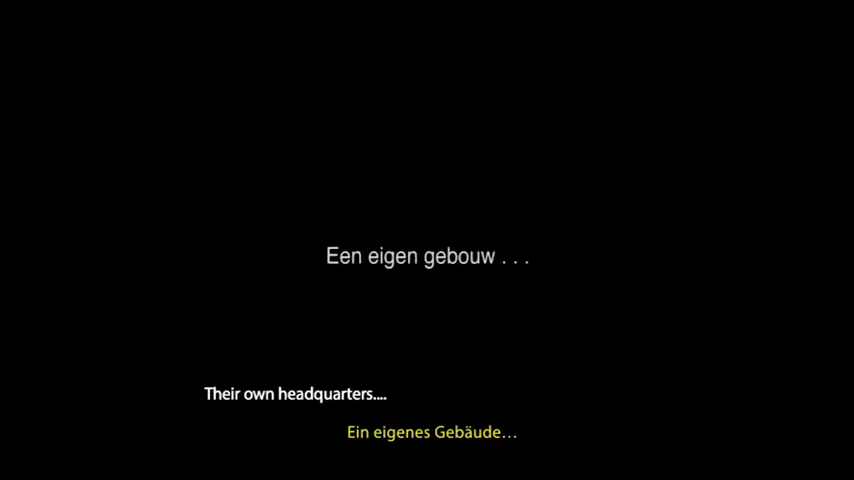 Een eigen gebouw . . .
Their own headquarters....
Ein eigenes Gebäude…